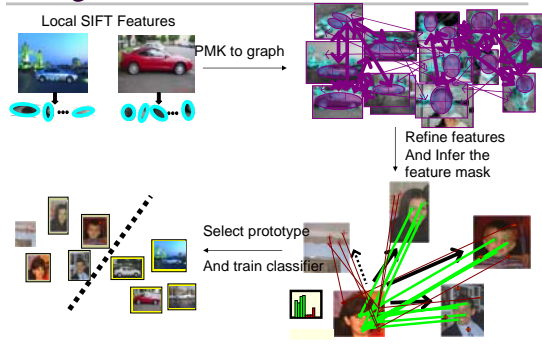 Local SIFT Features
PMK to graph
Refine features
And Infer the
feature mask
Select prototype
And train classifier